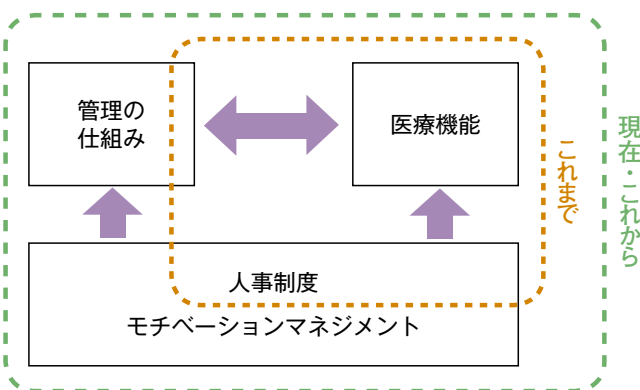 管理の
仕組み
医療機能
人事制度
モチベーションマネジメント
これまで
現在・これから